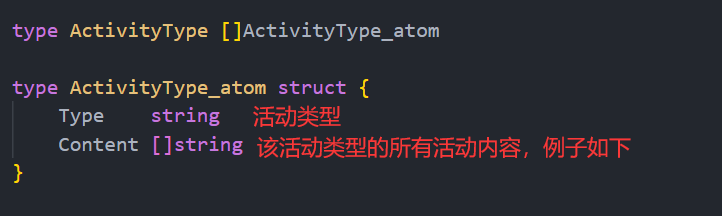 type ActivityType []ActivityType_atom
type ActivityType_atom struct {
Type string 活动类型
Content []string 该活动类型的所有活动内容，例子如下
}